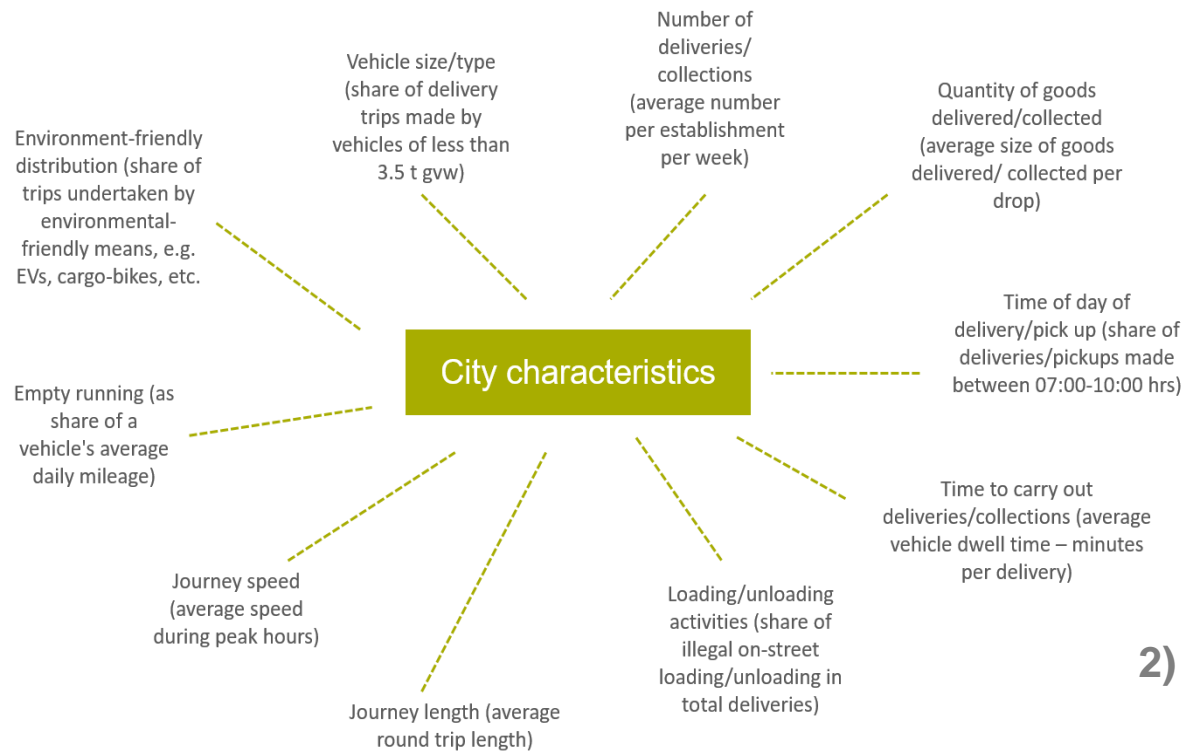 Number of
deliveries/
collections
(average number
per establishment
per week)
Vehicle size/type
(share of delivery
trips made by
vehicles of less than
3.5 t gvw)
Quantity of goods
delivered/collected
(average size of goods
delivered/ collected per
drop)
Environment-friendly
distribution (share of
trips undertaken by
environmental-
friendly means, e.g.
EVs, cargo-bikes, etc.
Time of day of
delivery/pick up (share of
deliveries/pickups made
between 07:00-10:00 hrs)
City characteristics
Empty running (as
share of a
vehicle's average
daily mileage)
Time to carry out
deliveries/collections (average
vehicle dwell time – minutes
per delivery)
Journey speed
(average speed
during peak hours)
Loading/unloading
activities (share of
illegal on-street
loading/unloading in
total deliveries)
Journey length (average
round trip length)
2)